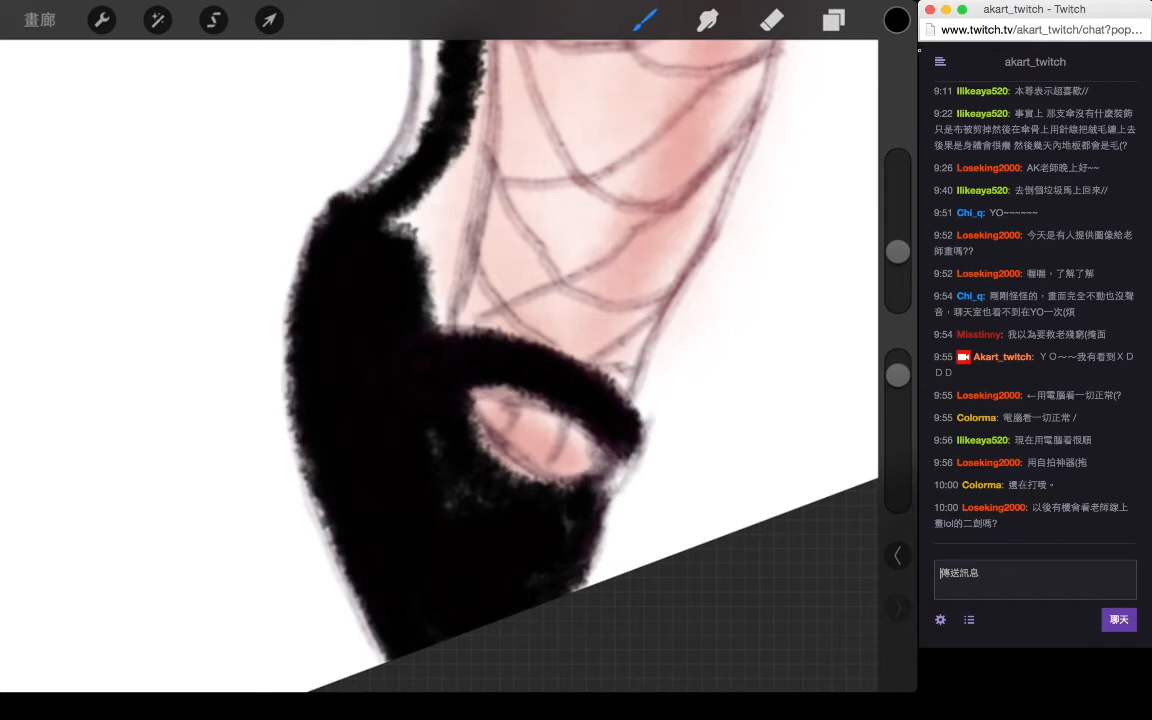 畫廊
akart_twitch - Twitch
www.twitch.tv/akart_twitch/chat?pop…
akart_twitch
9:11 Ilikeaya520: 本尊表示超喜歡//
9:22 Ilikeaya520: 事實上 那支傘沒有什麼裝飾
只是布被剪掉然後在傘骨上用針線把絨毛纏上去
後果是身體會很癢 然後幾天內地板都會是毛(?
9:26 Loseking2000: AK老師晚上好~~
9:40 Ilikeaya520: 去倒個垃圾馬上回來//
9:51 Chi_q: YO~~~~~~
9:52 Loseking2000: 今天是有人提供圖像給老
師畫嗎??
9:52 Loseking2000: 喔喔，了解了解
9:54 Chi_q: 剛剛怪怪的，畫面完全不動也沒聲
音，聊天室也看不到在YO一次(煩
9:54 Misstinny: 我以為要救老殘窮(掩面
9:55 Akart_twitch: ＹＯ～～我有看到ＸＤ
ＤＤ
9:55 Loseking2000: ←用電腦看一切正常(?
9:55 Colorma: 電腦看一切正常 /
9:56 Ilikeaya520: 現在用電腦看很順
9:56 Loseking2000: 用自拍神器(拖
10:00 Colorma: 還在打哦。
10:00 Loseking2000: 以後有機會看老師線上
畫lol的二創嗎?
傳送訊息
聊天